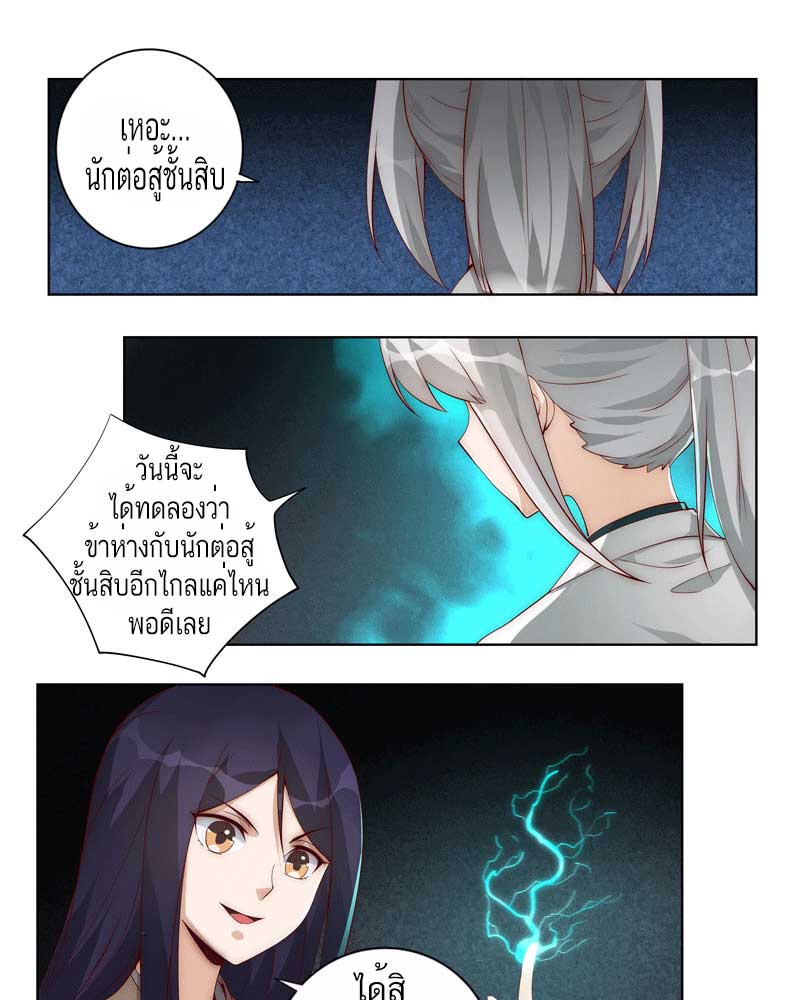 เหอะ...
นักต่อสู้ชั้นสิบ
วันนี้จะ
ได้ทดลองว่า
ข้าห่างกับนักต่อสู้
ชั้นสิบอีกไกลแค่ไหน
พอดีเลย
ได้สิ